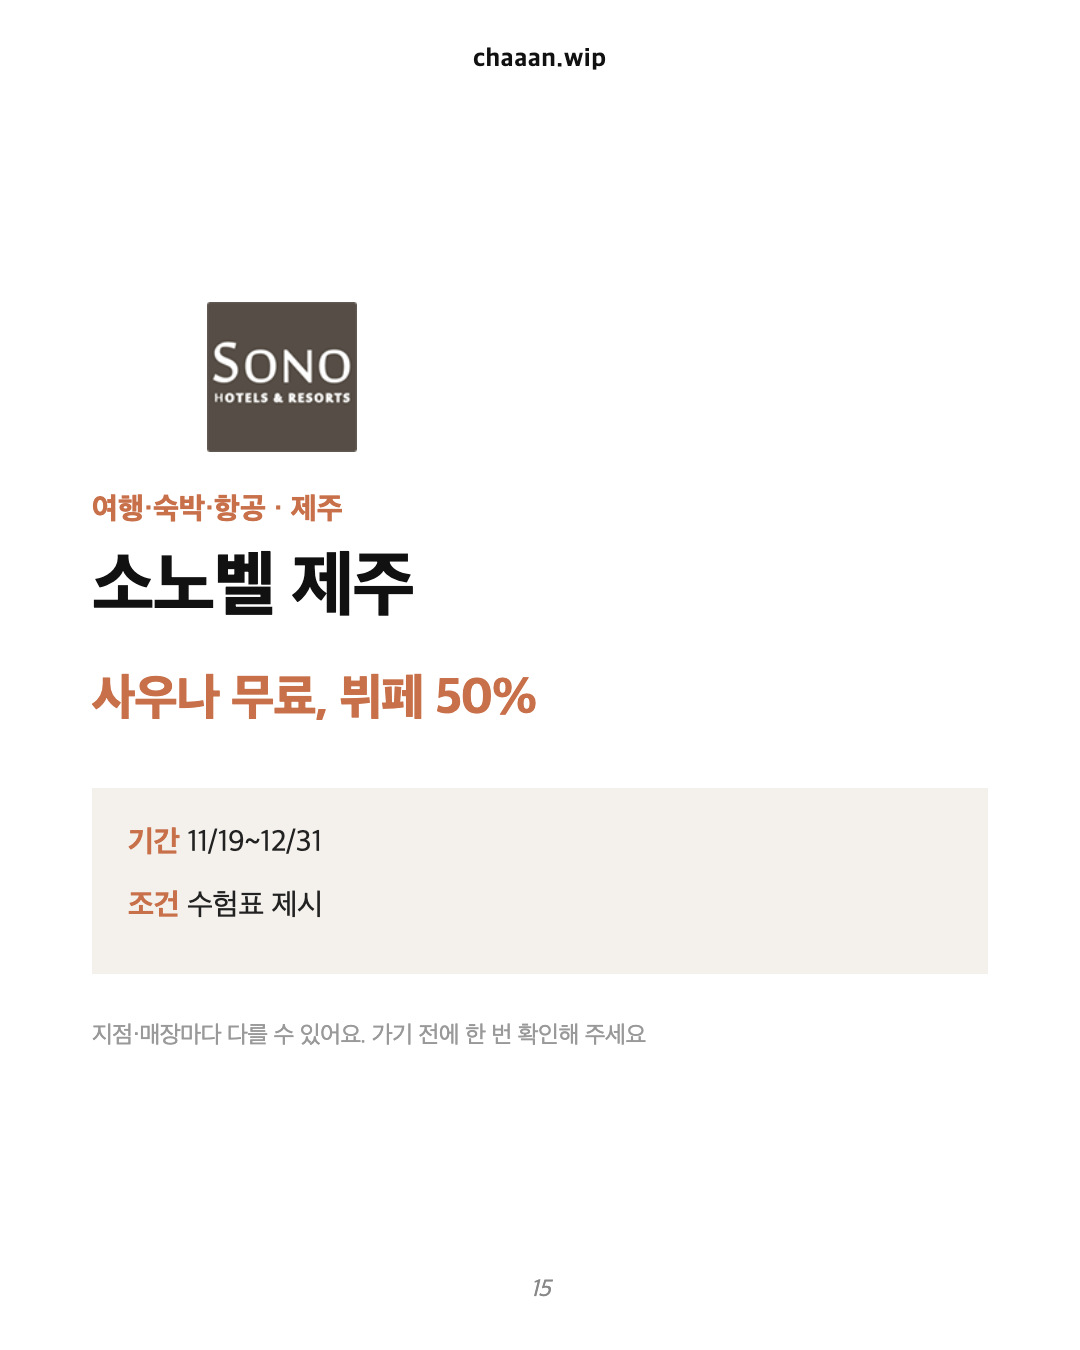 chaaan.wip
SONO
HOTELS & RESORTS
여행·숙박·항공 · 제주
소노벨 제주
사우나 무료, 뷔페 50%
기간 11/19~12/31
조건 수험표 제시
지점·매장마다 다를 수 있어요. 가기 전에 한 번 확인해 주세요
15